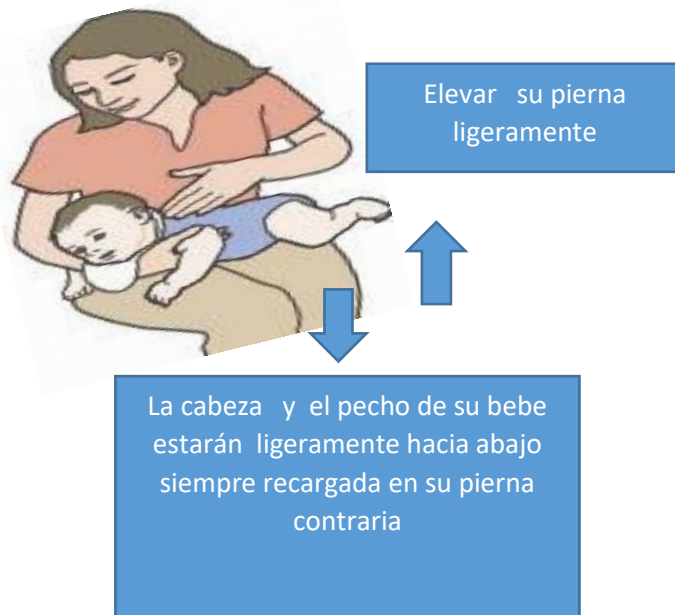 Elevar su pierna
ligeramente
La cabeza y el pecho de su bebe
estarán ligeramente hacia abajo
siempre recargada en su pierna
contraria